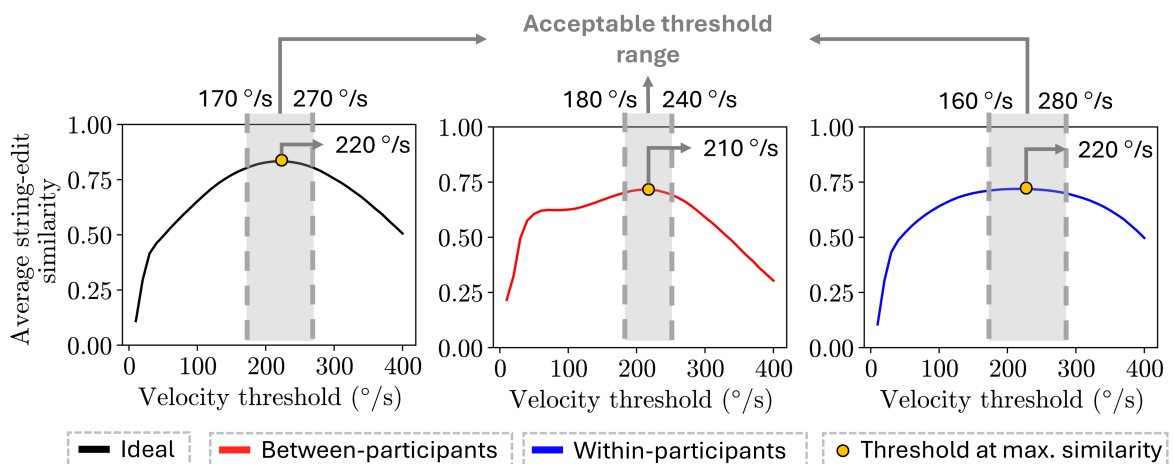 Acceptable threshold
range
170 °/s 270 °/s
180 °/s 240 °/s
160 °/s 280 °/s
Average string-edit
similarity
1.00
0.75
0.50
0.25
0.00
220 °/s
0 100 200 300 400
Velocity threshold (°/s)
1.00
0.75
0.50
0.25
0.00
210 °/s
0 100 200 300 400
Velocity threshold (°/s)
1.00
0.75
0.50
0.25
0.00
220 °/s
0 100 200 300 400
Velocity threshold (°/s)
Ideal
Between-participants
Within-participants
Threshold at max. similarity